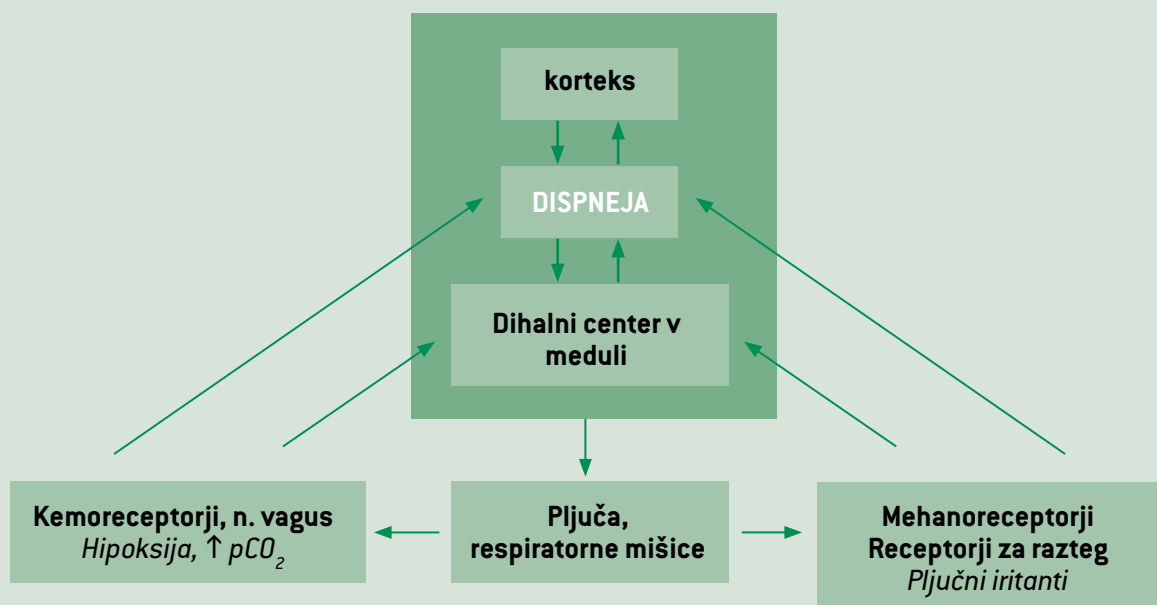 korteks
DISPNEJA
Dihalni center v
meduli
Kemoreceptorji, n. vagus
Hipoksija, ↑ pCO₂
Pljuča,
respiratorne mišice
Mehanoreceptorji
Receptorji za razteg
Pljučni iritanti